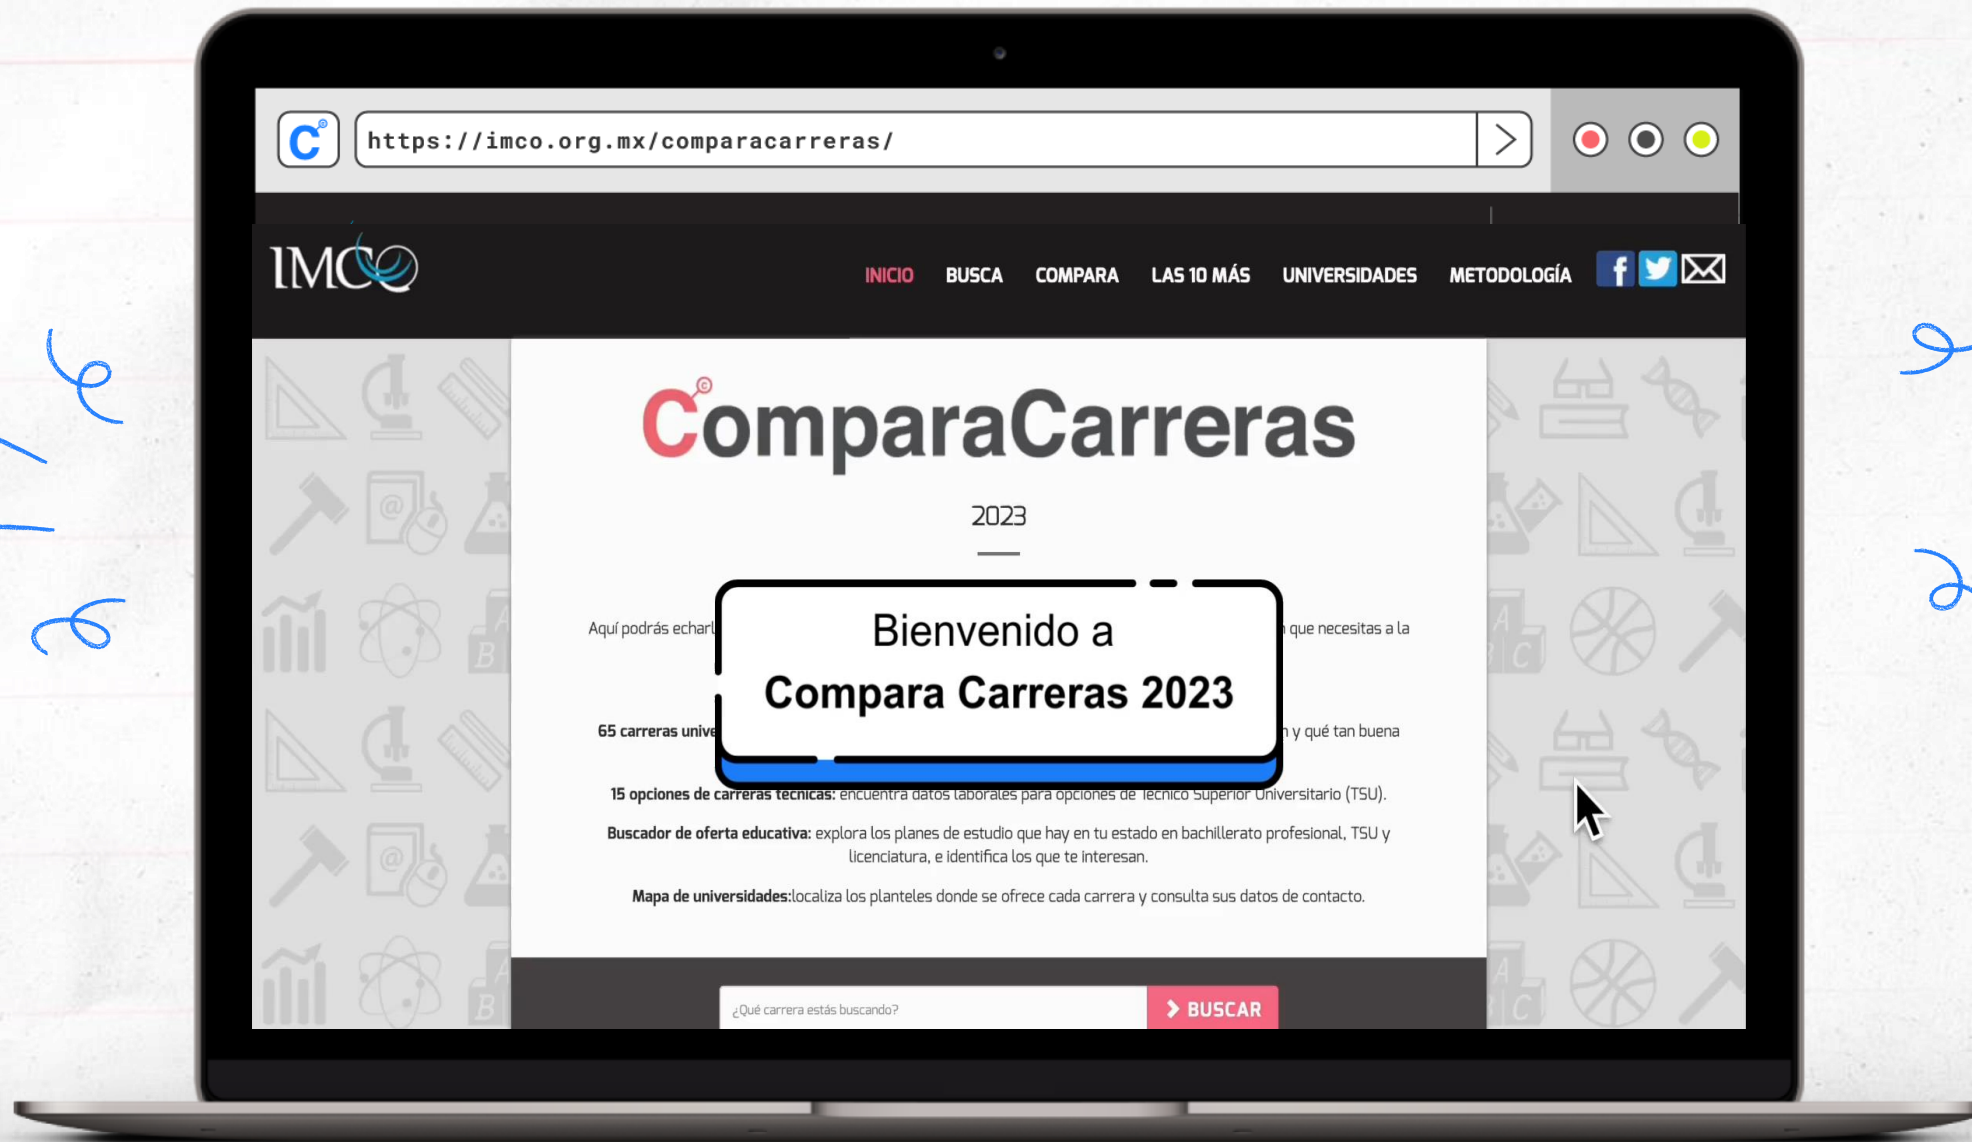 https://imco.org.mx/comparacarreras/
IMCO
INICIO BUSCA COMPARA LAS 10 MÁS UNIVERSIDADES METODOLOGÍA
ComparaCarreras
2023
Bienvenido a
Compara Carreras 2023
Aquí podrás que necesitas a la
65 carreras y qué tan buena
15 opciones de carreras técnicas: encuentra datos laborales para opciones de Técnico Superior Universitario (TSU).
Buscador de oferta educativa: explora los planes de estudio que hay en tu estado en bachillerato profesional, TSU y
licenciatura, e identifica los que te interesan.
Mapa de universidades:localiza los planteles donde se ofrece cada carrera y consulta sus datos de contacto.
¿Qué carrera estás buscando? BUSCAR